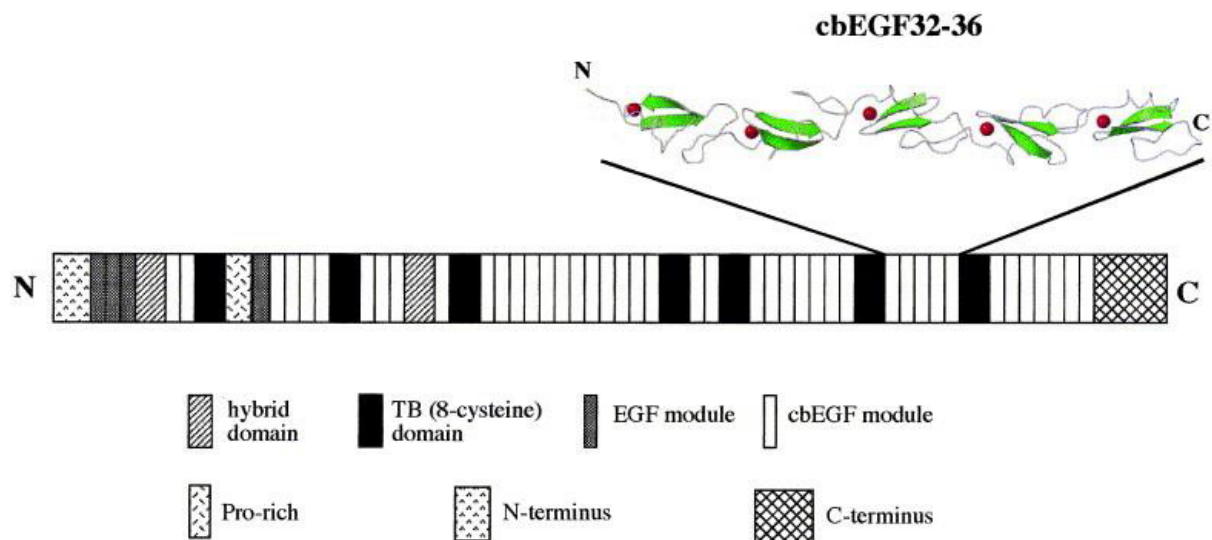 cbEGF32-36
N
C
N
C
hybrid
domain
TB (8-cysteine)
domain
EGF module
cbEGF module
Pro-rich
N-terminus
C-terminus